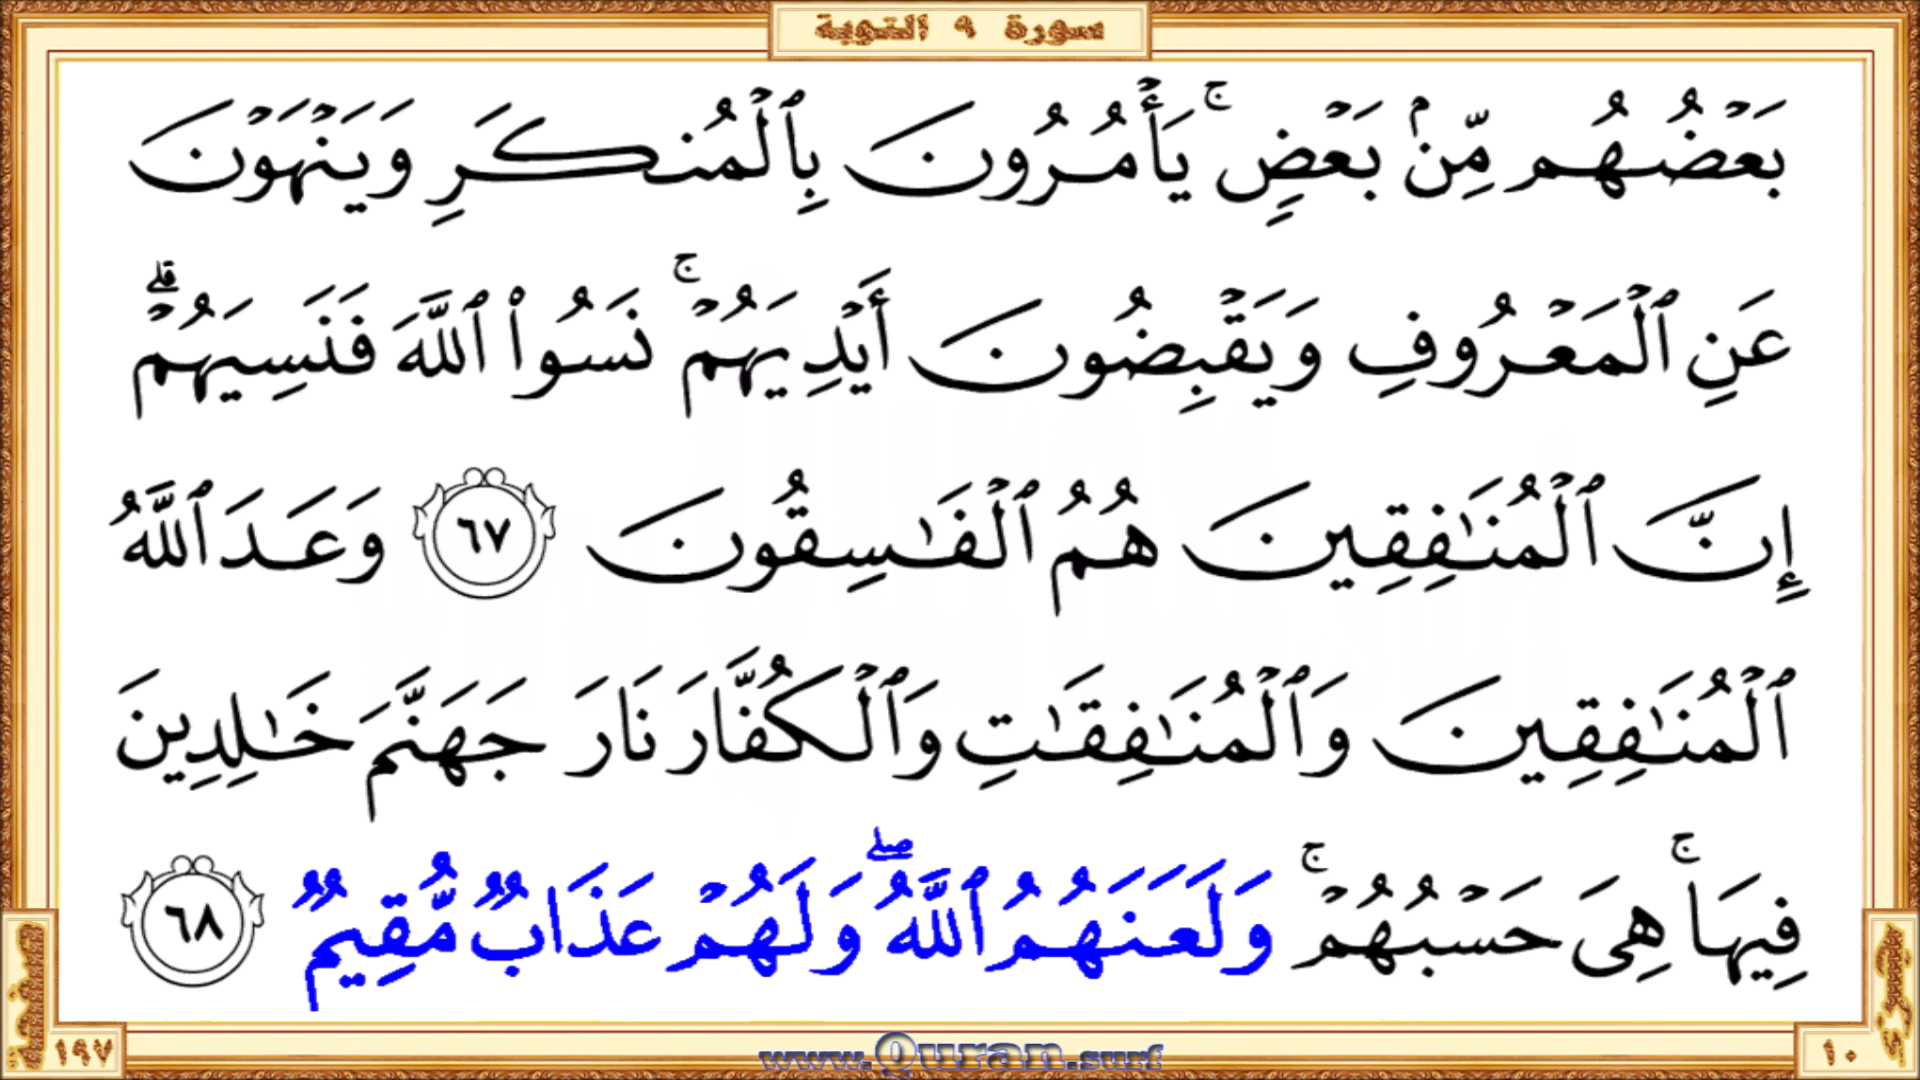 سورة ٩ التوبة
بَعۡضُهُم مِّنۢ بَعۡضٖۚ يَأۡمُرُونَ بِٱلۡمُنكَرِ وَيَنۡهَوۡنَ
عَنِ ٱلۡمَعۡرُوفِ وَيَقۡبِضُونَ أَيۡدِيَهُمۡۚ نَسُواْ ٱللَّهَ فَنَسِيَهُمۡۗ
إِنَّ ٱلۡمُنَٰفِقِينَ هُمُ ٱلۡفَٰسِقُونَ ٦٧ وَعَدَ ٱللَّهُ
ٱلۡمُنَٰفِقِينَ وَٱلۡمُنَٰفِقَٰتِ وَٱلۡكُفَّارَ نَارَ جَهَنَّمَ خَٰلِدِينَ
فِيهَاۚ هِيَ حَسۡبُهُمۡۚ وَلَعَنَهُمُ ٱللَّهُۖ وَلَهُمۡ عَذَابٞ مُّقِيمٞ ٦٨
صفحة ١٩٧
www.Quran.surf
١٠